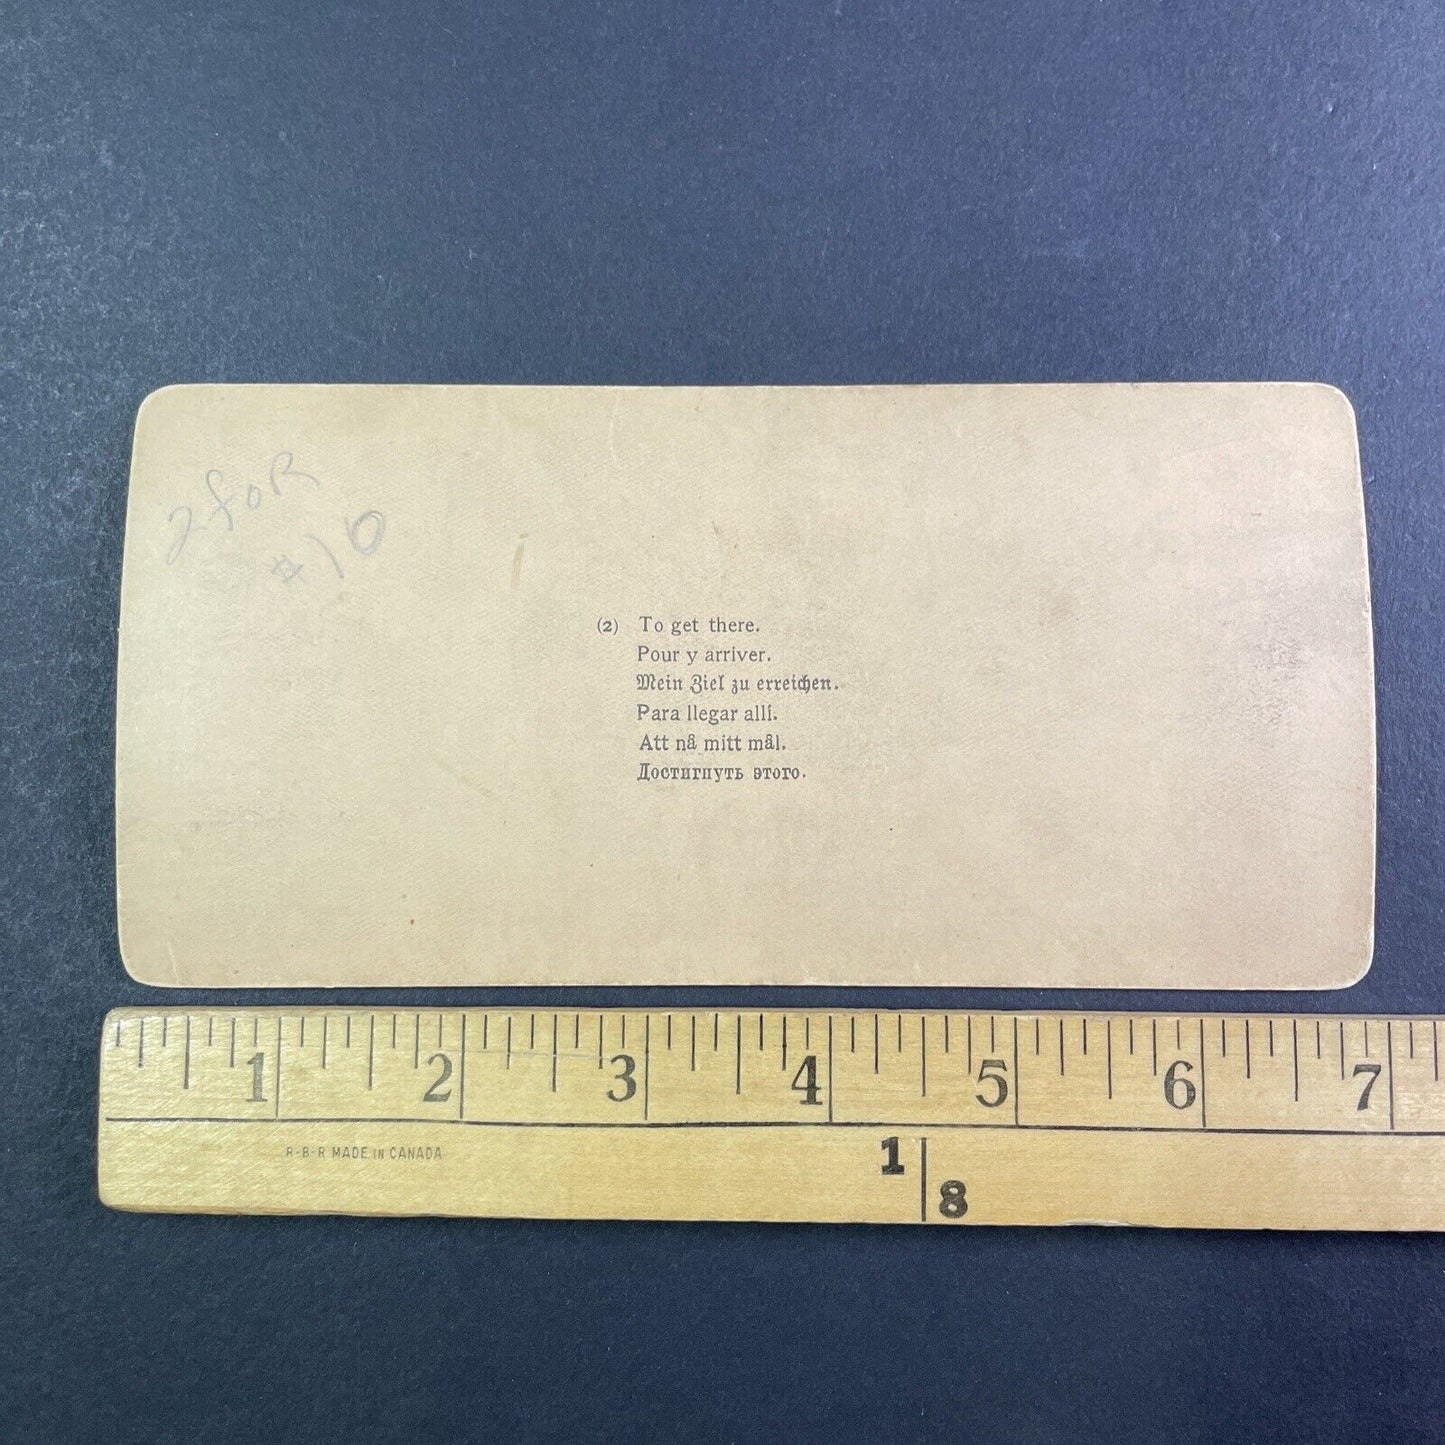 2 foR
#10
(2) To get there.
Pour y arriver.
Mein Ziel zu erreichen.
Para llegar allí.
Att nå mitt mål.
Достигнуть этого.
1 2 3 4 5 6 7
R-B-R MADE IN CANADA
1 8